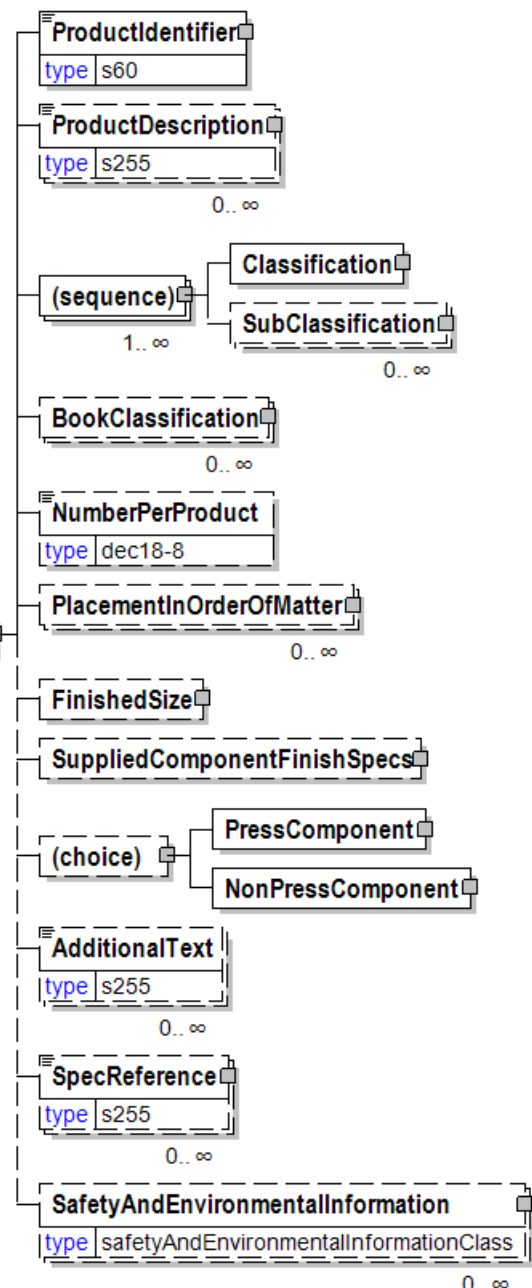 ProductIdentifier
type s60
ProductDescription
type s255
0.. ∞
Classification
(sequence)
1.. ∞
SubClassification
0.. ∞
BookClassification
0.. ∞
NumberPerProduct
type dec18-8
PlacementInOrderOfMatter
0.. ∞
FinishedSize
SuppliedComponentFinishSpecs
PressComponent
(choice)
NonPressComponent
AdditionalText
type s255
0.. ∞
SpecReference
type s255
0.. ∞
SafetyAndEnvironmentalInformation
type safetyAndEnvironmentalInformationClass
0.. ∞